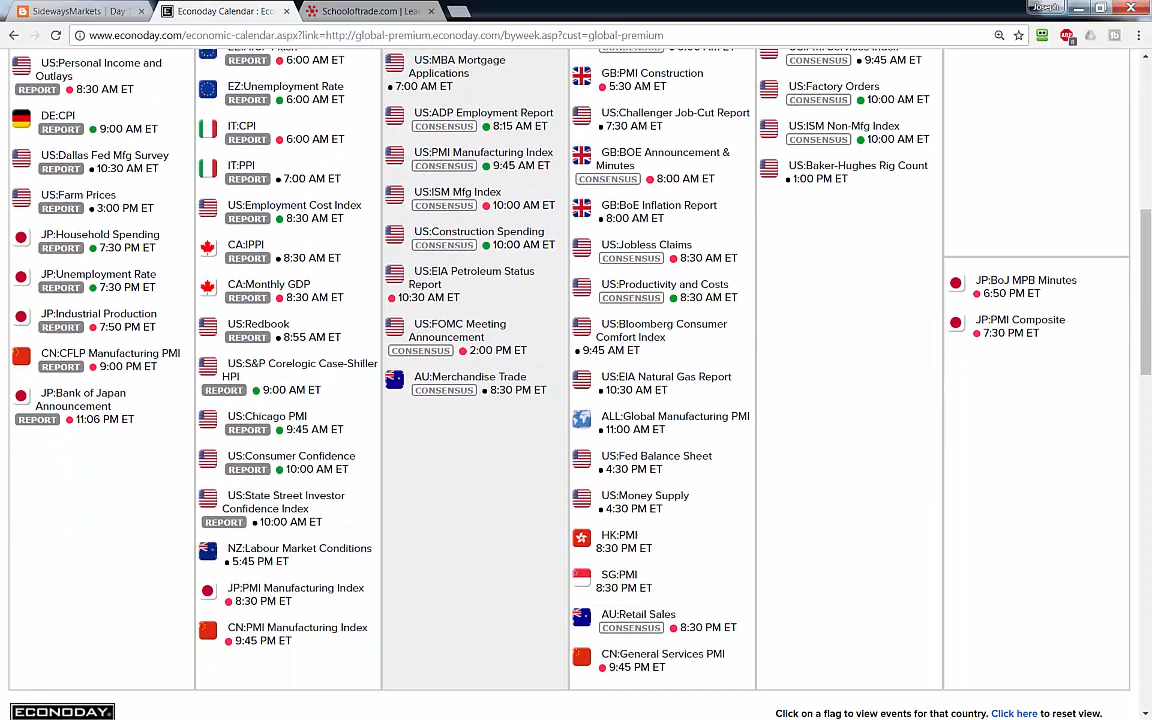 SidewaysMarkets | Day T
Econoday Calendar : Eco
Schooloftrade.com | Lea
Joseph
www.econoday.com/economic-calendar.aspx?link=http://global-premium.econoday.com/byweek.asp?cust=global-premium
US:Personal Income and
Outlays
REPORT 8:30 AM ET
DE:CPI
REPORT 9:00 AM ET
US:Dallas Fed Mfg Survey
REPORT 10:30 AM ET
US:Farm Prices
REPORT 3:00 PM ET
JP:Household Spending
REPORT 7:30 PM ET
JP:Unemployment Rate
REPORT 7:30 PM ET
JP:Industrial Production
REPORT 7:50 PM ET
CN:CFLP Manufacturing PMI
REPORT 9:00 PM ET
JP:Bank of Japan
Announcement
REPORT 11:06 PM ET
REPORT 6:00 AM ET
EZ:Unemployment Rate
REPORT 6:00 AM ET
IT:CPI
REPORT 6:00 AM ET
IT:PPI
REPORT 7:00 AM ET
US:Employment Cost Index
REPORT 8:30 AM ET
CA:IPPI
REPORT 8:30 AM ET
CA:Monthly GDP
REPORT 8:30 AM ET
US:Redbook
REPORT 8:55 AM ET
US:S&P Corelogic Case-Shiller
HPI
REPORT 9:00 AM ET
US:Chicago PMI
REPORT 9:45 AM ET
US:Consumer Confidence
REPORT 10:00 AM ET
US:State Street Investor
Confidence Index
REPORT 10:00 AM ET
NZ:Labour Market Conditions
5:45 PM ET
JP:PMI Manufacturing Index
8:30 PM ET
CN:PMI Manufacturing Index
9:45 PM ET
US:MBA Mortgage
Applications
7:00 AM ET
US:ADP Employment Report
CONSENSUS 8:15 AM ET
US:PMI Manufacturing Index
CONSENSUS 9:45 AM ET
US:ISM Mfg Index
CONSENSUS 10:00 AM ET
US:Construction Spending
CONSENSUS 10:00 AM ET
US:EIA Petroleum Status
Report
10:30 AM ET
US:FOMC Meeting
Announcement
CONSENSUS 2:00 PM ET
AU:Merchandise Trade
CONSENSUS 8:30 PM ET
GB:PMI Construction
5:30 AM ET
US:Challenger Job-Cut Report
7:30 AM ET
GB:BOE Announcement &
Minutes
CONSENSUS 8:00 AM ET
GB:BoE Inflation Report
8:00 AM ET
US:Jobless Claims
CONSENSUS 8:30 AM ET
US:Productivity and Costs
CONSENSUS 8:30 AM ET
US:Bloomberg Consumer
Comfort Index
9:45 AM ET
US:EIA Natural Gas Report
10:30 AM ET
ALL:Global Manufacturing PMI
11:00 AM ET
US:Fed Balance Sheet
4:30 PM ET
US:Money Supply
4:30 PM ET
HK:PMI
8:30 PM ET
SG:PMI
8:30 PM ET
AU:Retail Sales
CONSENSUS 8:30 PM ET
CN:General Services PMI
9:45 PM ET
CONSENSUS 9:45 AM ET
US:Factory Orders
CONSENSUS 10:00 AM ET
US:ISM Non-Mfg Index
CONSENSUS 10:00 AM ET
US:Baker-Hughes Rig Count
1:00 PM ET
JP:BoJ MPB Minutes
6:50 PM ET
JP:PMI Composite
7:30 PM ET
ECONODAY
Click on a flag to view events for that country. Click here to reset view.